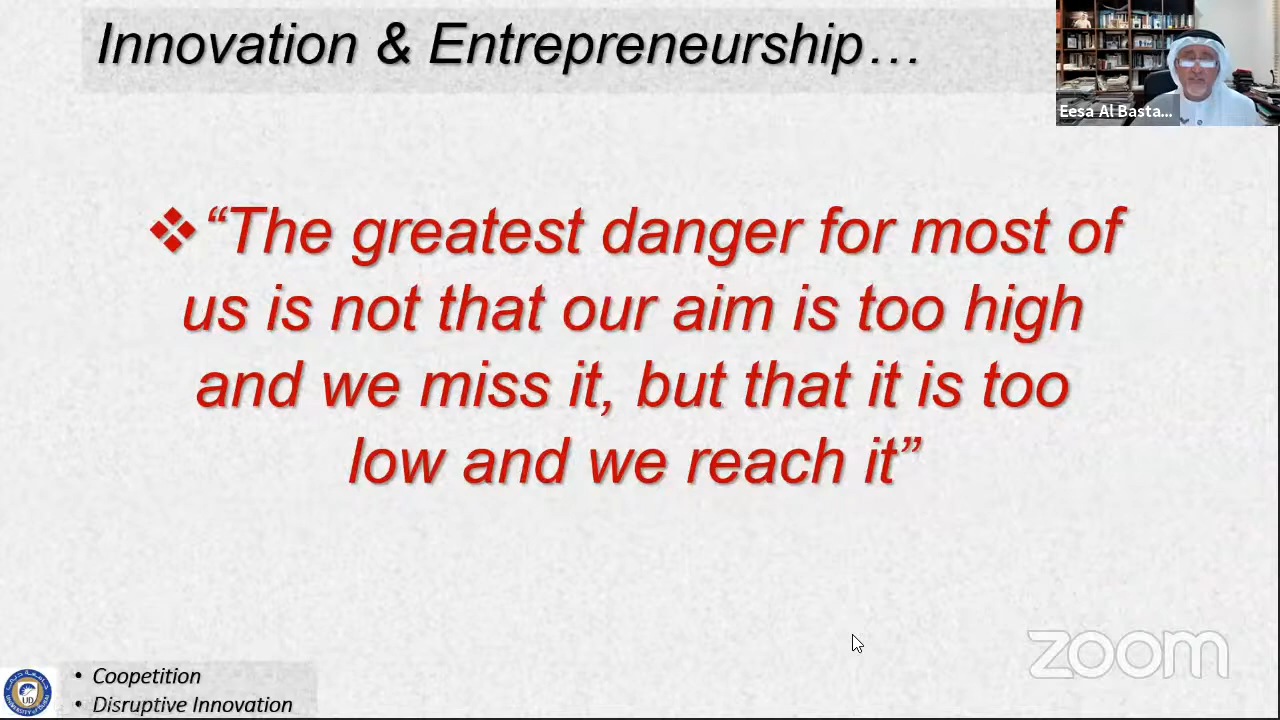 Innovation & Entrepreneurship…
Eesa Al Basta...
❖“The greatest danger for most of
us is not that our aim is too high
and we miss it, but that it is too
low and we reach it”
zoom
• Coopetition
• Disruptive Innovation
UD